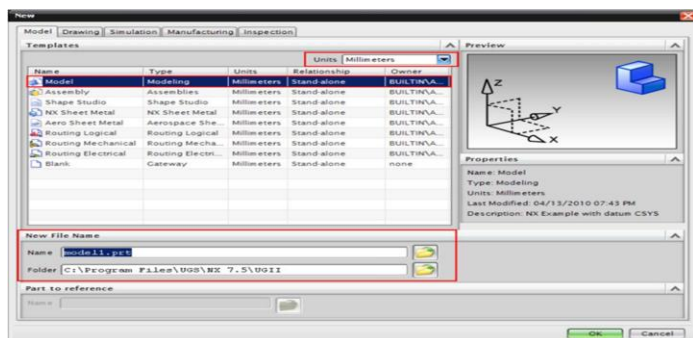 New
Model Drawing Simulation Manufacturing Inspection
Templates
Units Millimeters
Name Type Units Relationship Owner
Model Modeling Millimeters Stand-alone BUILTIN\A...
Assembly Assemblies Millimeters Stand-alone BUILTIN\A...
Shape Studio Shape Studio Millimeters Stand-alone BUILTIN\A...
NX Sheet Metal NX Sheet Metal Millimeters Stand-alone BUILTIN\A...
Aero Sheet Metal Aerospace She... Millimeters Stand-alone BUILTIN\A...
Routing Logical Routing Logical Millimeters Stand-alone BUILTIN\A...
Routing Mechanical Routing Mecha... Millimeters Stand-alone BUILTIN\A...
Routing Electrical Routing Electri... Millimeters Stand-alone BUILTIN\A...
Blank Gateway Millimeters Stand-alone none
Preview
Z
Y
X
Properties
Name: Model
Type: Modeling
Units: Millimeters
Last Modified: 04/13/2010 07:43 PM
Description: NX Example with datum CSYS
New File Name
Name model1.prt
Folder C:\Program Files\UGS\NX 7.5\UGII
Part to reference
Name
OK Cancel